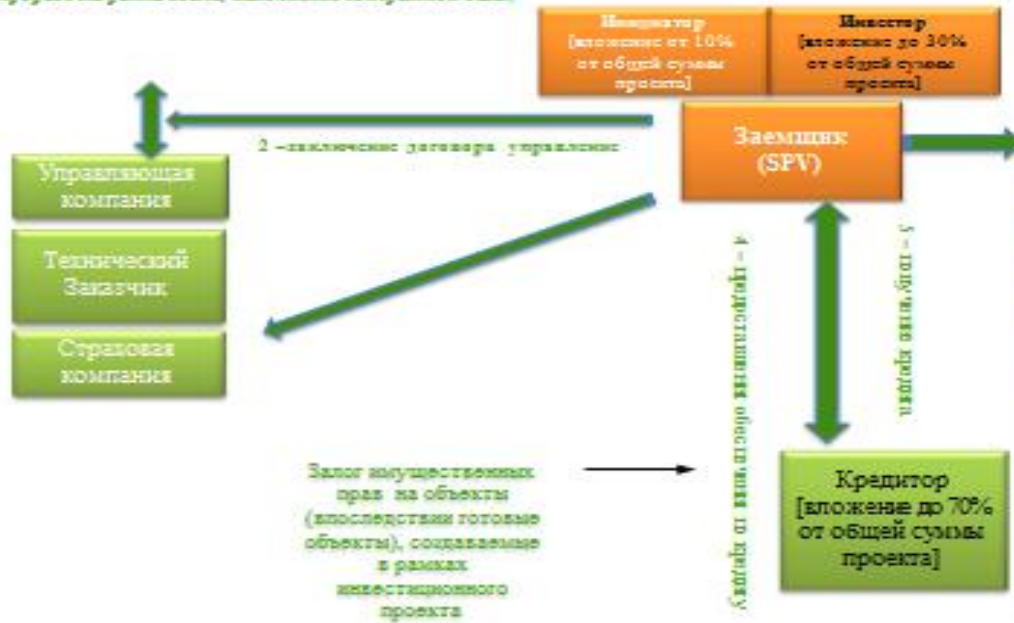 Инициатор
[вложение от 10%
от общей суммы
проекта]
Инвестор
[вложение до 30%
от общей суммы
проекта]
Заемщик
(SPV)
2 –заключение договора управление
Управляющая
компания
Технический
Заказчик
Страховая
компания
4 – предоставления обеспечения по кредиту
5 – получение кредита
Залог имущественных
прав на объекты
(впоследствии готовые
объекты), создаваемые
в рамках
инвестиционного
проекта
Кредитор
[вложение до 70%
от общей суммы
проекта]